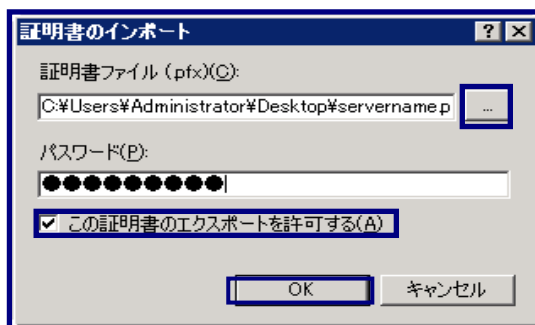 証明書のインポート
証明書ファイル (.pfx)(C):
C:¥Users¥Administrator¥Desktop¥servername.p
...
パスワード(P):
●●●●●●●●●
この証明書のエクスポートを許可する(A)
OK キャンセル